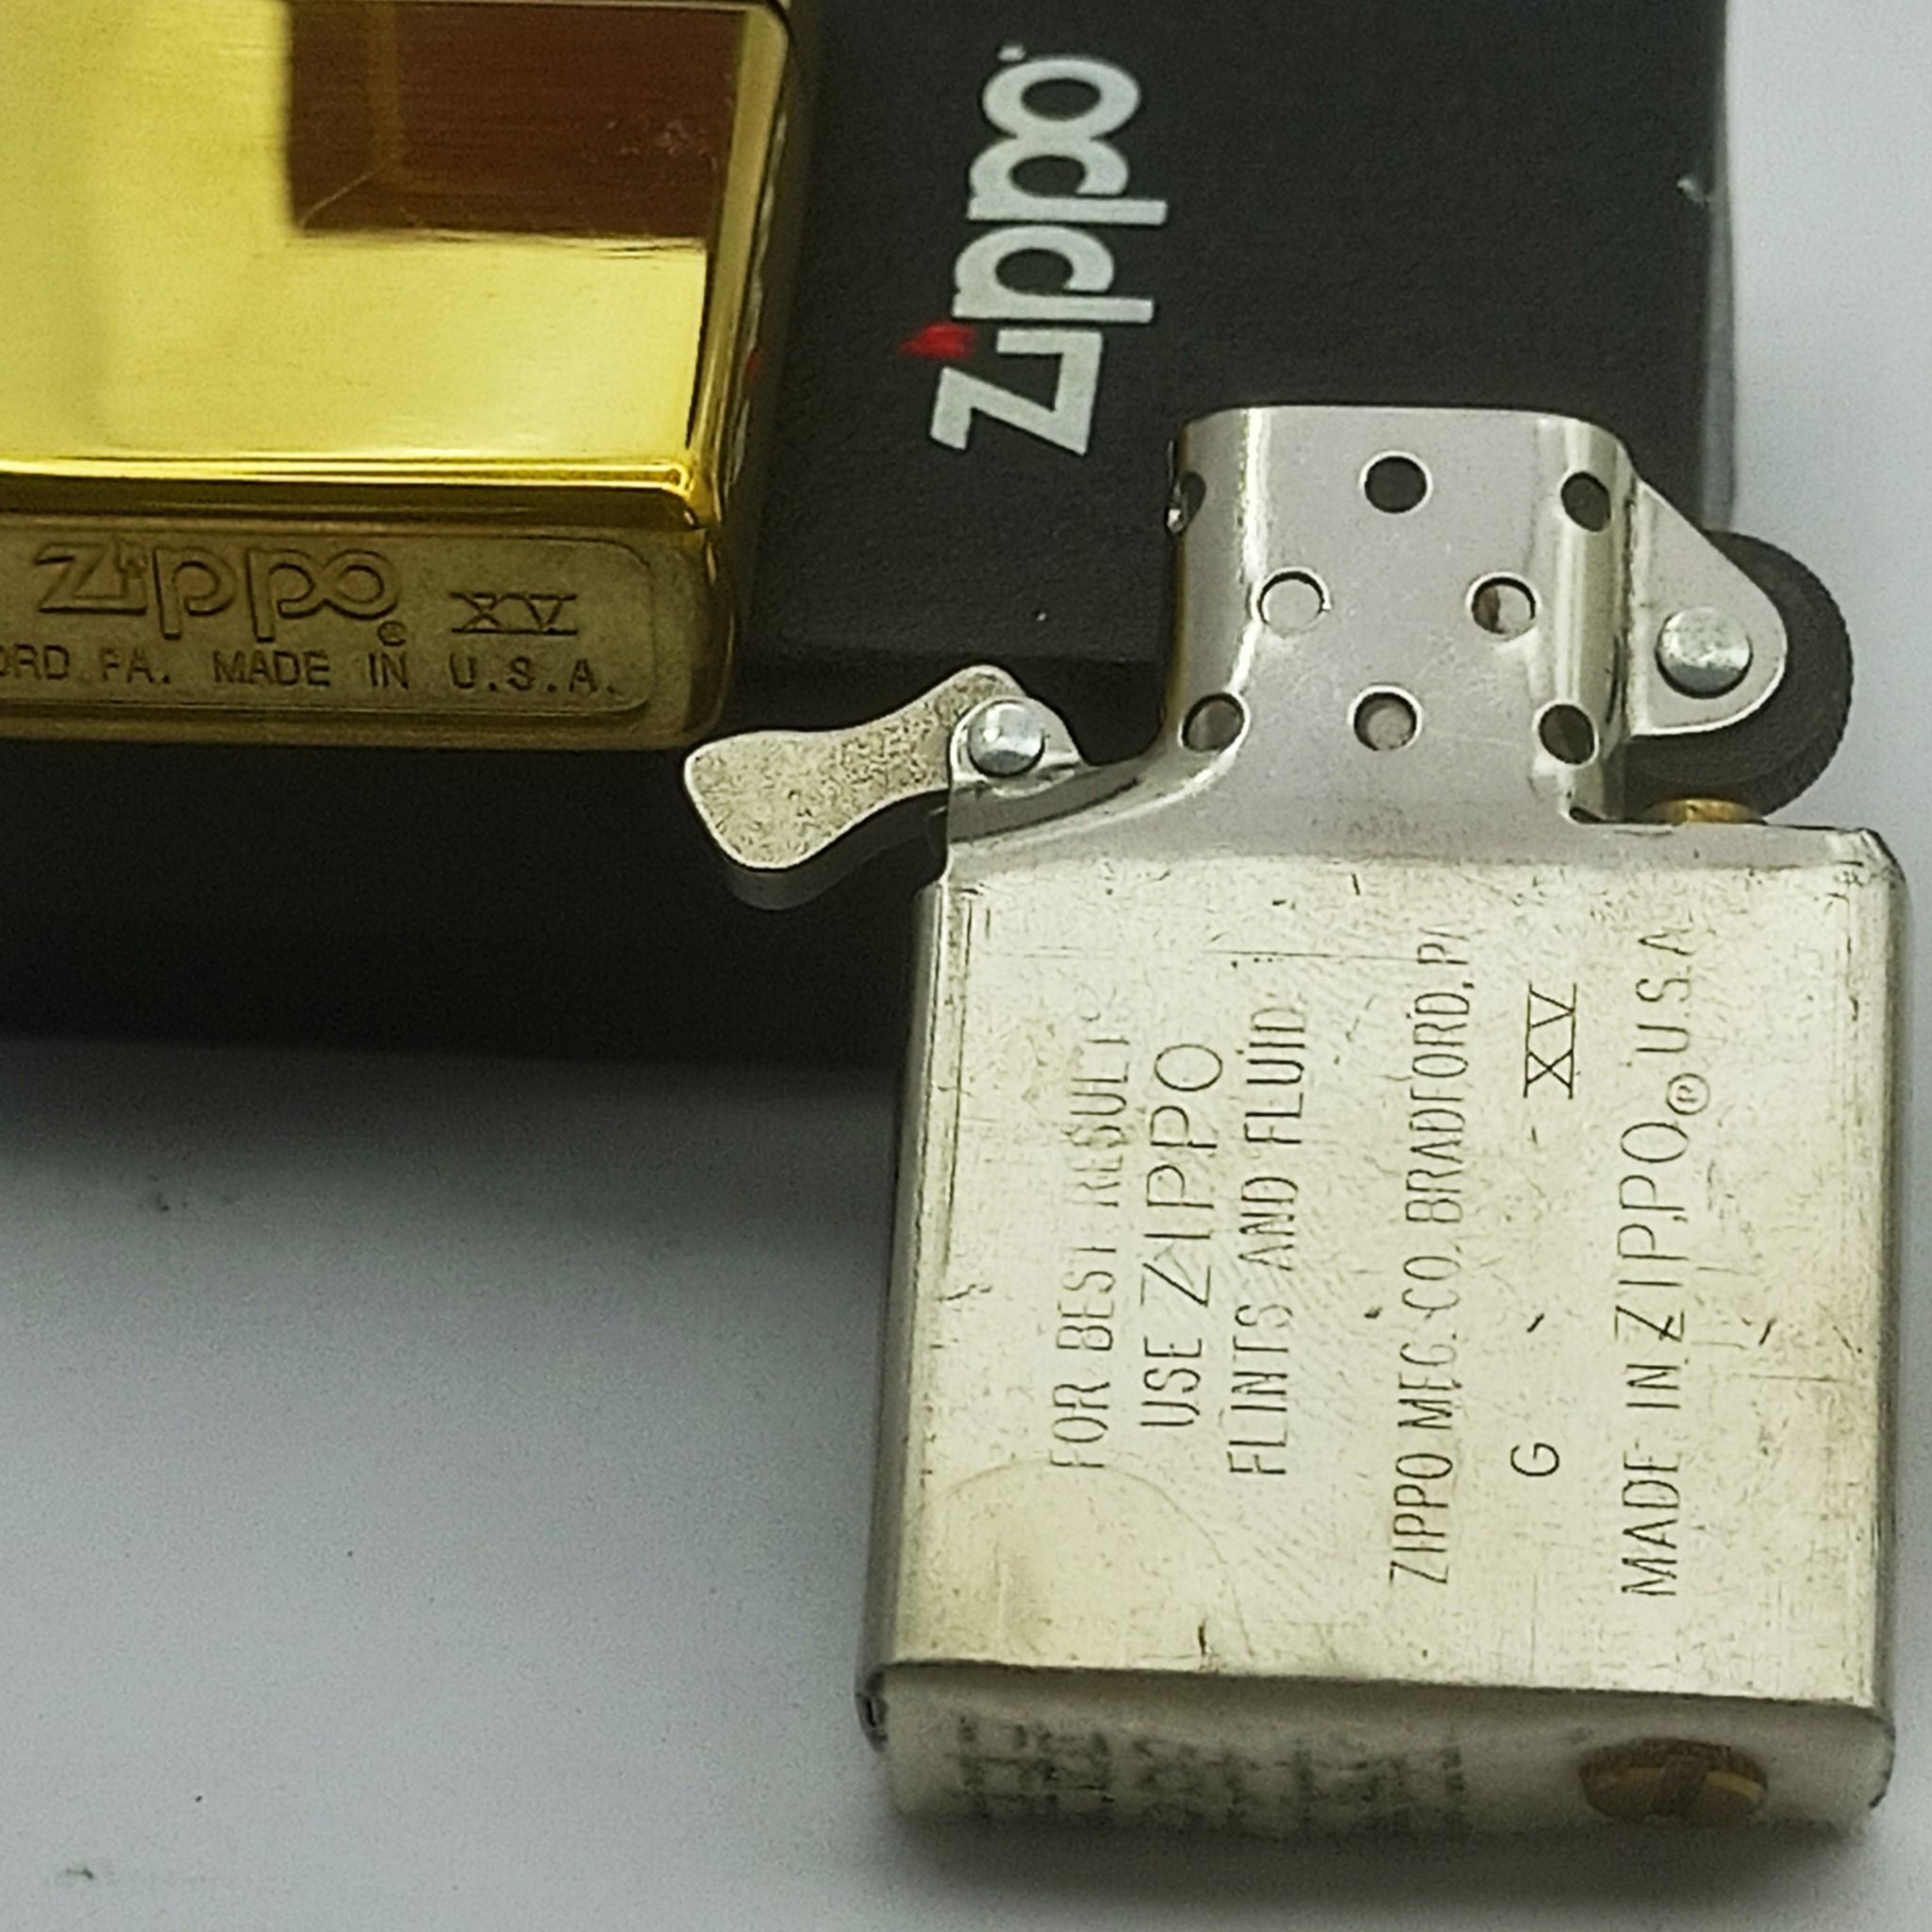 zippo
zippo XV
ORD PA. MADE IN U.S.A.
FOR BEST RESULTS
USE ZIPPO
FLINTS AND FLUID
ZIPPO MFG. CO. BRADFORD, PA
G XV
MADE IN ZIPPO® U.S.A